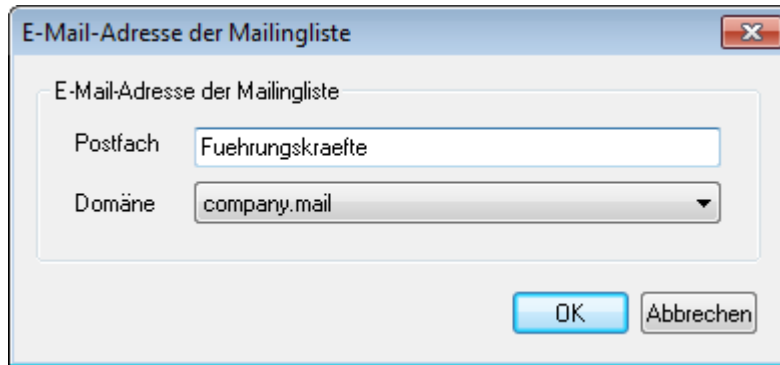 E-Mail-Adresse der Mailingliste
E-Mail-Adresse der Mailingliste
Postfach Fuehrungskraefte
Domäne company.mail
OK Abbrechen